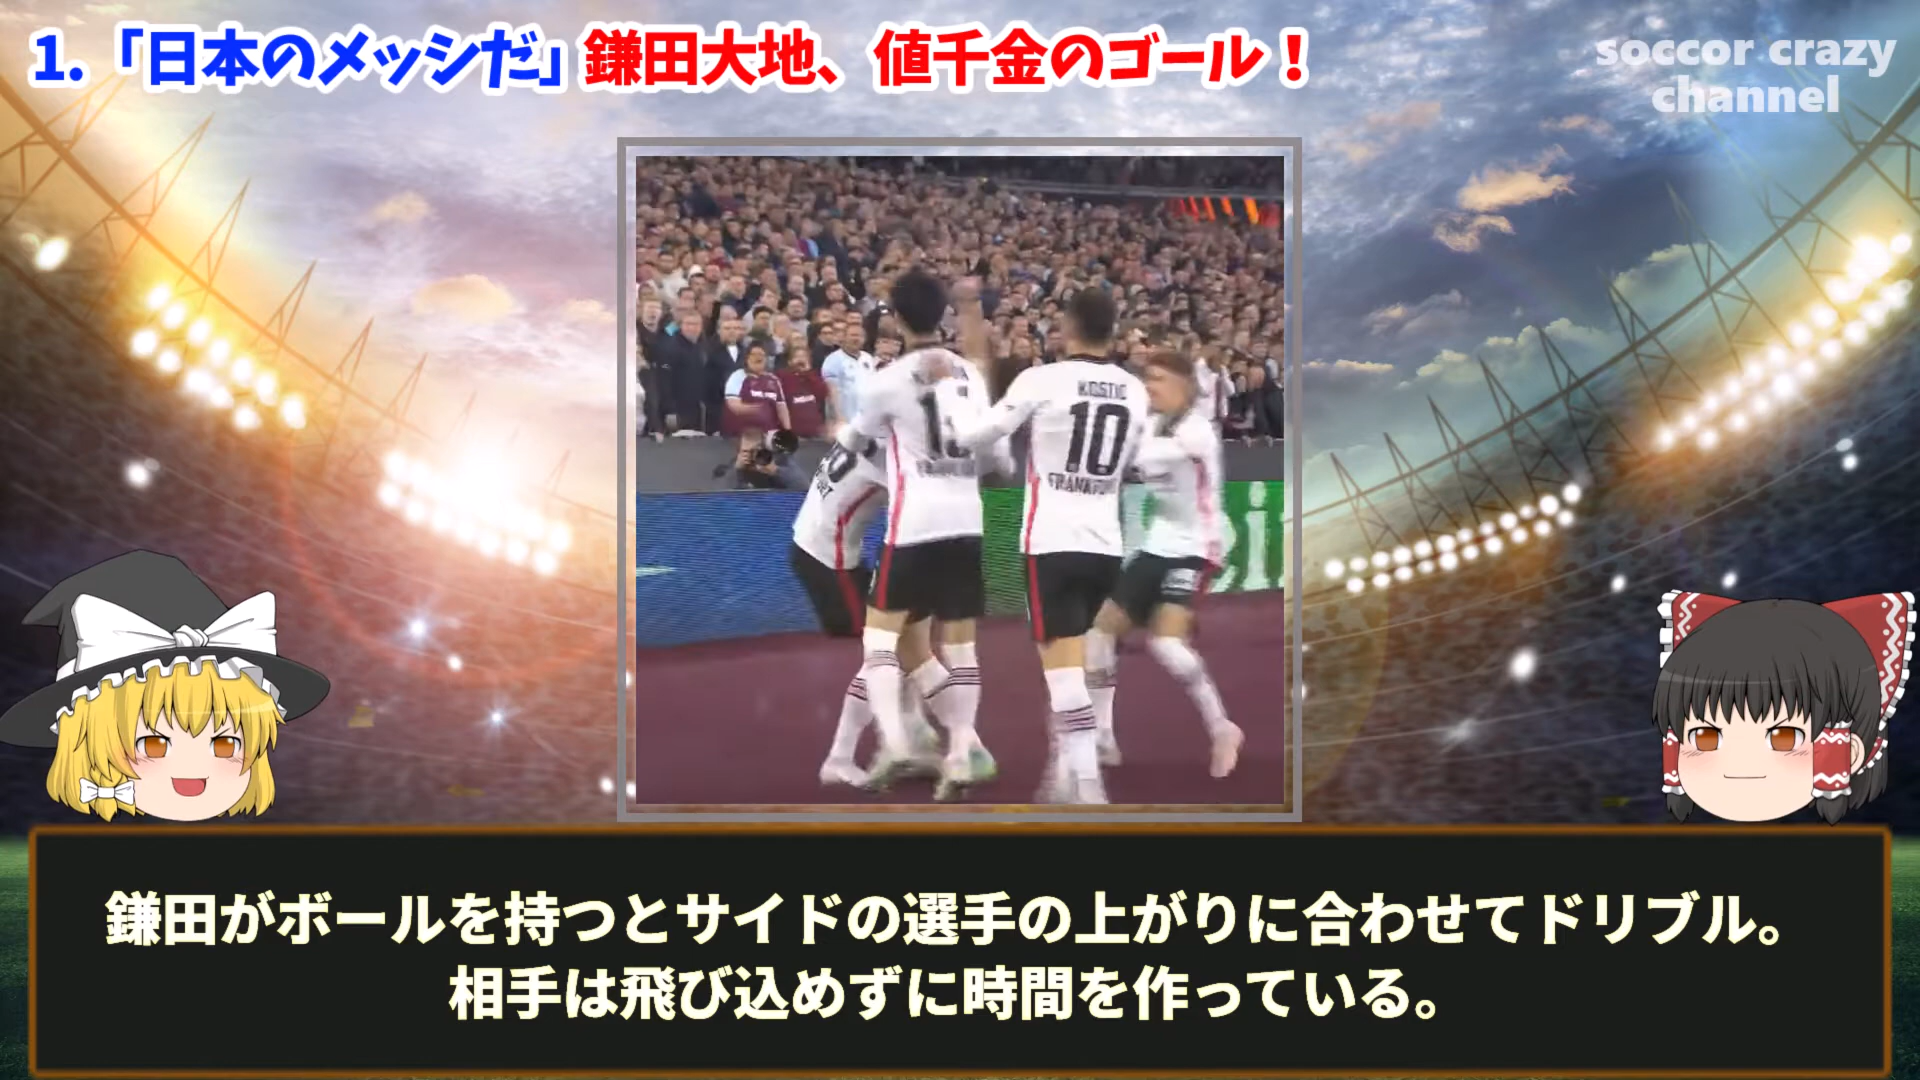 1.「日本のメッシだ」鎌田大地、値千金のゴール！
soccor crazy
channel
KOSTIC
10
FRANKFURT
鎌田がボールを持つとサイドの選手の上がりに合わせてドリブル。
相手は飛び込めずに時間を作っている。